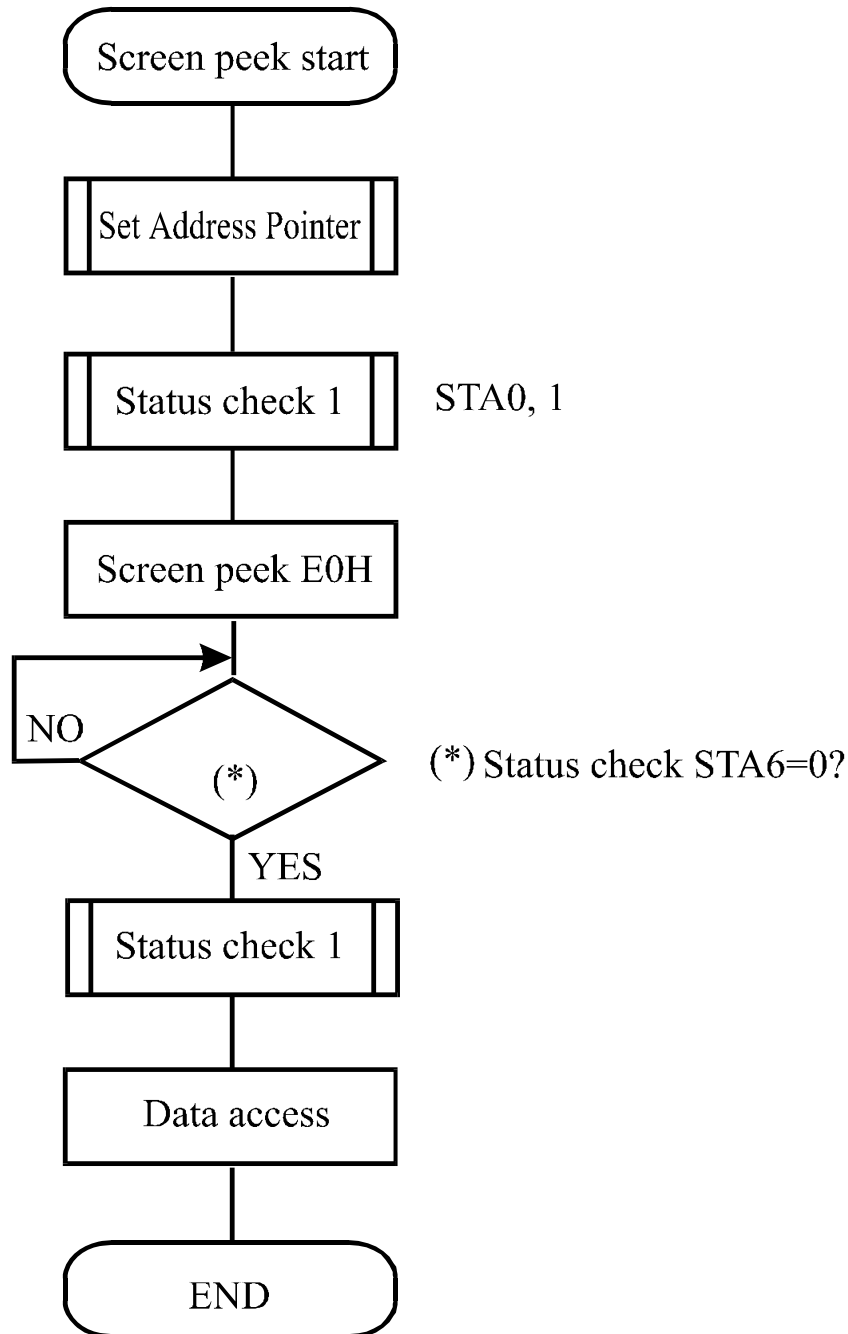 Screen peek start
Set Address Pointer
Status check 1
STA0, 1
Screen peek E0H
NO
(*)
(*) Status check STA6=0?
YES
Status check 1
Data access
END